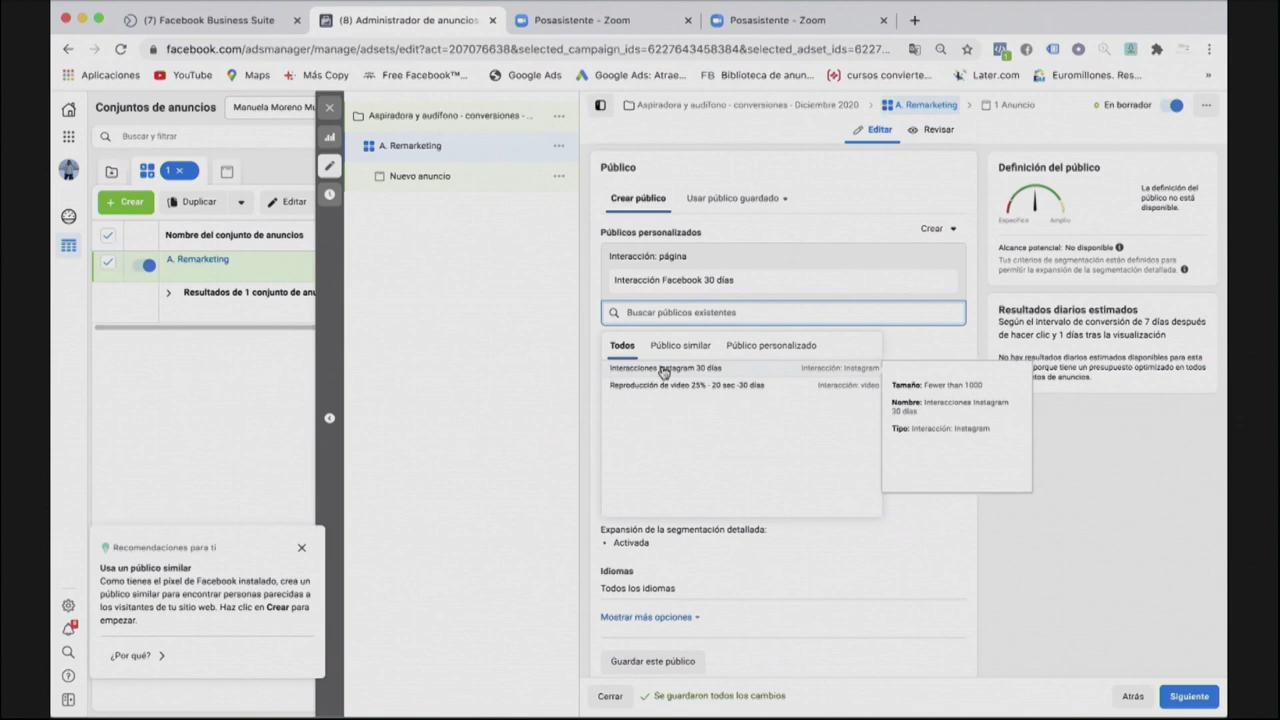 (7) Facebook Business Suite
(8) Administrador de anuncios
Posasistente - Zoom
Posasistente - Zoom
facebook.com/adsmanager/manage/adsets/edit?act=207076638&selected_campaign_ids=6227643458384&selected_adset_ids=6227...
Aplicaciones
YouTube
Maps
Más Copy
Free Facebook™...
Google Ads
Google Ads: Atrae...
FB Biblioteca de anun...
cursos convierte...
Later.com
Euromillones. Res...
»
Conjuntos de anuncios
Manuela Moreno Mu
Buscar y filtrar
1 ×
+ Crear
Duplicar
Editar
Nombre del conjunto de anuncios
A. Remarketing
Resultados de 1 conjunto de anu
Recomendaciones para ti
Usa un público similar
Como tienes el píxel de Facebook instalado, crea un
público similar para encontrar personas parecidas a
los visitantes de tu sitio web. Haz clic en Crear para
empezar.
¿Por qué?
Aspiradora y audífono - conversiones - ...
A. Remarketing
Nuevo anuncio
Aspiradora y audífono - conversiones - Diciembre 2020
A. Remarketing
1 Anuncio
En borrador
Editar
Revisar
Público
Crear público
Usar público guardado
Públicos personalizados
Crear
Interacción: página
Interacción Facebook 30 días
Buscar públicos existentes
Todos
Público similar
Público personalizado
Interacciones Instagram 30 días
Interacción: Instagram
Reproducción de video 25% - 20 sec -30 días
Interacción: video
Tamaño: Fewer than 1000
Nombre: Interacciones Instagram
30 días
Tipo: Interacción: Instagram
Expansión de la segmentación detallada:
• Activada
Idiomas
Todos los idiomas
Mostrar más opciones
Guardar este público
Cerrar
Se guardaron todos los cambios
Atrás
Siguiente
Definición del público
Específico
Amplio
La definición del
público no está
disponible.
Alcance potencial: No disponible
Tus criterios de segmentación están definidos para
permitir la expansión de la segmentación detallada.
Resultados diarios estimados
Según el intervalo de conversión de 7 días después
de hacer clic y 1 días tras la visualización
No hay resultados diarios estimados disponibles para esta
porque tiene un presupuesto optimizado en todos
tos de anuncios.